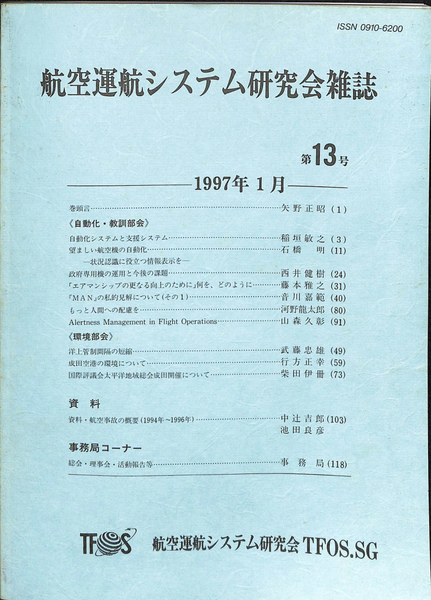 ISSN 0910-6200
航空運航システム研究会雑誌
第13号
1997年1月
巻頭言 矢野正昭 (1)
〈自動化・教訓部会〉
自動化システムと支援システム 稲垣敏之 (3)
望ましい航空機の自動化 石橋 明 (11)
―状況認識に役立つ情報表示を―
政府専用機の運用と今後の課題 西井健樹 (24)
「エアマンシップの更なる向上のために」何を、どのように 藤本雅之 (31)
「MAN」の私的見解について(その1) 音川嘉範 (40)
もっと人間への配慮を 河野龍太郎 (80)
Alertness Management in Flight Operations 山森久彰 (91)
〈環境部会〉
洋上管制間隔の短縮 武藤忠雄 (49)
成田空港の環境について 行方正幸 (59)
国際評議会太平洋地域総会成田開催について 柴田伊冊 (73)
資料
資料・航空事故の概要 (1994年～1996年) 中辻吉郎 (103)
池田良彦
事務局コーナー
総会・理事会・活動報告等 事務局 (118)
TFOS 航空運航システム研究会 TFOS.SG